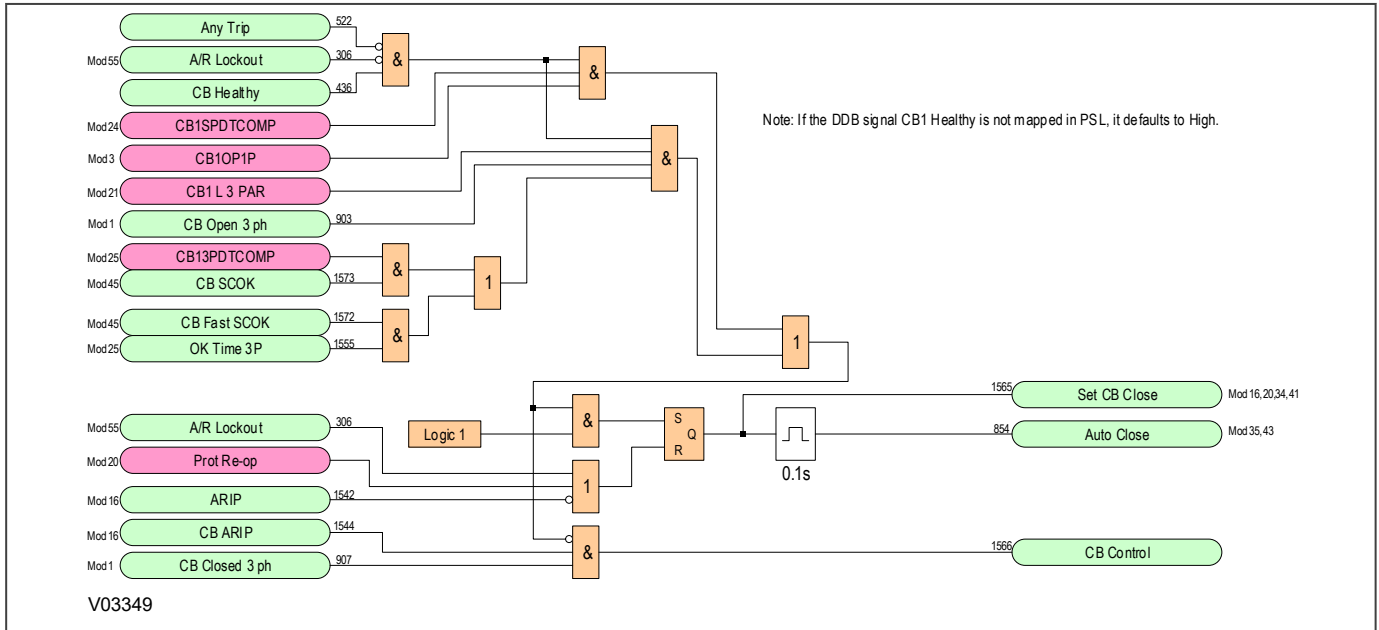 Any Trip 522
Mod 55 A/R Lockout 306
CB Healthy 436
Mod 24 CB1SPDTCOMP
Mod 3 CB1OP1P
Mod 21 CB1 L 3 PAR
Mod 1 CB Open 3 ph 903
Mod 25 CB13PDTCOMP
Mod 45 CB SCOK 1573
Mod 45 CB Fast SCOK 1572
Mod 25 OK Time 3P 1555
&
&
&
&
&
1
1
Note: If the DDB signal CB1 Healthy is not mapped in PSL, it defaults to High.
Mod 55 A/R Lockout 306
Mod 20 Prot Re-op
Mod 16 ARIP 1542
Mod 16 CB ARIP 1544
Mod 1 CB Closed 3 ph 907
Logic 1
&
1
&
S
Q
R
0.1s
1565 Set CB Close Mod 16,20,34,41
854 Auto Close Mod 35,43
1566 CB Control
V03349